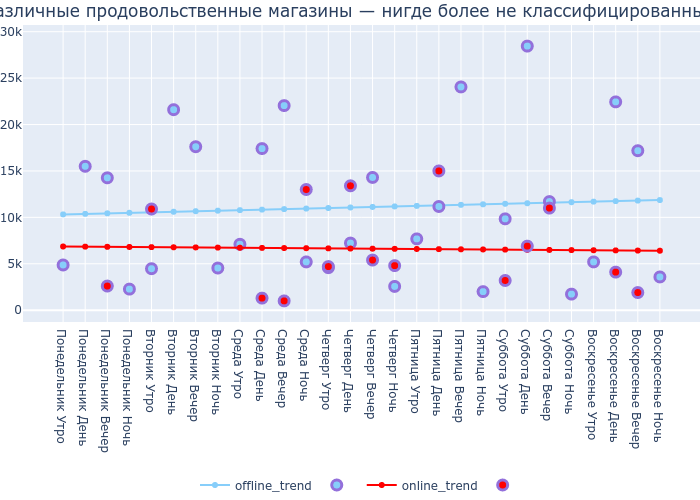 азличные продовольственные магазины — нигде более не классифицированнь
30k
25k
20k
15k
10k
5k
0
Понедельник Утро
Понедельник День
Понедельник Вечер
Понедельник Ночь
Вторник Утро
Вторник День
Вторник Вечер
Вторник Ночь
Среда Утро
Среда День
Среда Вечер
Среда Ночь
Четверг Утро
Четверг День
Четверг Вечер
Четверг Ночь
Пятница Утро
Пятница День
Пятница Вечер
Пятница Ночь
Суббота Утро
Суббота День
Суббота Вечер
Суббота Ночь
Воскресенье Утро
Воскресенье День
Воскресенье Вечер
Воскресенье Ночь
offline_trend online_trend